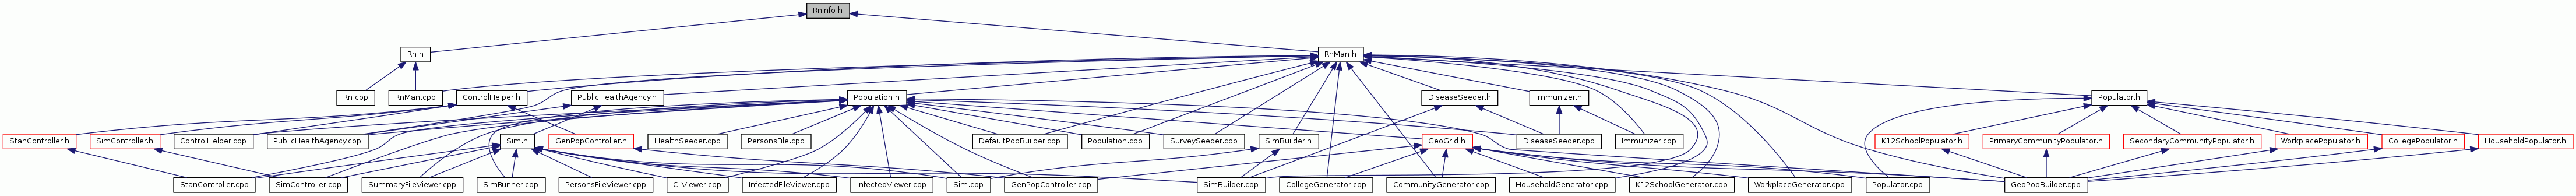 RnInfo.h
Rn.h
RnMan.h
Rn.cpp
RnMan.cpp
ControlHelper.h
PublicHealthAgency.h
Population.h
DiseaseSeeder.h
Immunizer.h
Populator.h
StanController.h
SimController.h
ControlHelper.cpp
PublicHealthAgency.cpp
Sim.h
GenPopController.h
HealthSeeder.cpp
PersonsFile.cpp
DefaultPopBuilder.cpp
Population.cpp
SurveySeeder.cpp
SimBuilder.h
GeoGrid.h
DiseaseSeeder.cpp
Immunizer.cpp
K12SchoolPopulator.h
PrimaryCommunityPopulator.h
SecondaryCommunityPopulator.h
WorkplacePopulator.h
CollegePopulator.h
HouseholdPopulator.h
StanController.cpp
SimController.cpp
SummaryFileViewer.cpp
SimRunner.cpp
PersonsFileViewer.cpp
CliViewer.cpp
InfectedFileViewer.cpp
InfectedViewer.cpp
Sim.cpp
GenPopController.cpp
SimBuilder.cpp
CollegeGenerator.cpp
CommunityGenerator.cpp
HouseholdGenerator.cpp
K12SchoolGenerator.cpp
WorkplaceGenerator.cpp
Populator.cpp
GeoPopBuilder.cpp